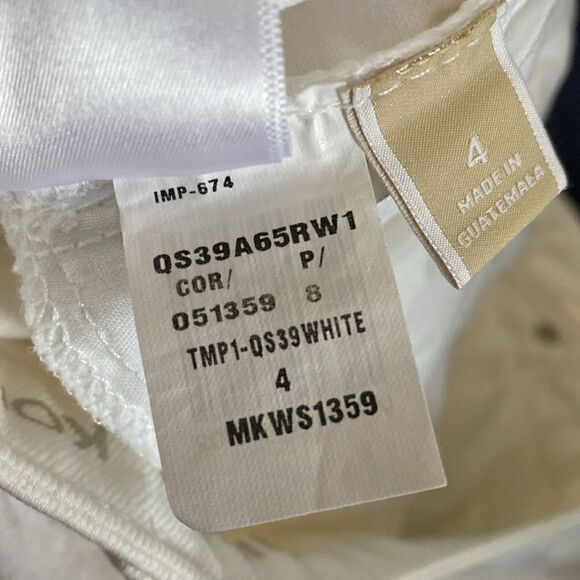 IMP-674
QS39A65RW1
COR/ P/
051359 8
TMP1-QS39WHITE
4
MKWS1359
4
MADE IN
GUATEMALA